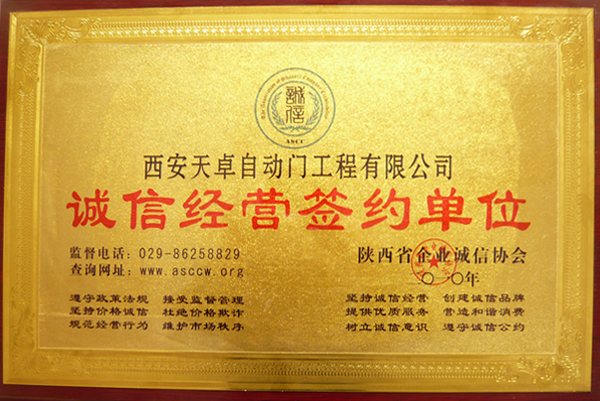 誠信
ASCC
西安天卓自动门工程有限公司
诚信经营签约单位
监督电话：029-86258829
查询网址：www.asccw.org
陕西省企业诚信协会
二〇一〇年
遵守政策法规 接受监督管理
坚持价格诚信 杜绝价格欺诈
规范经营行为 维护市场秩序
坚持诚信经营 创建诚信品牌
提供优质服务 营造和谐消费
树立诚信意识 遵守诚信公约